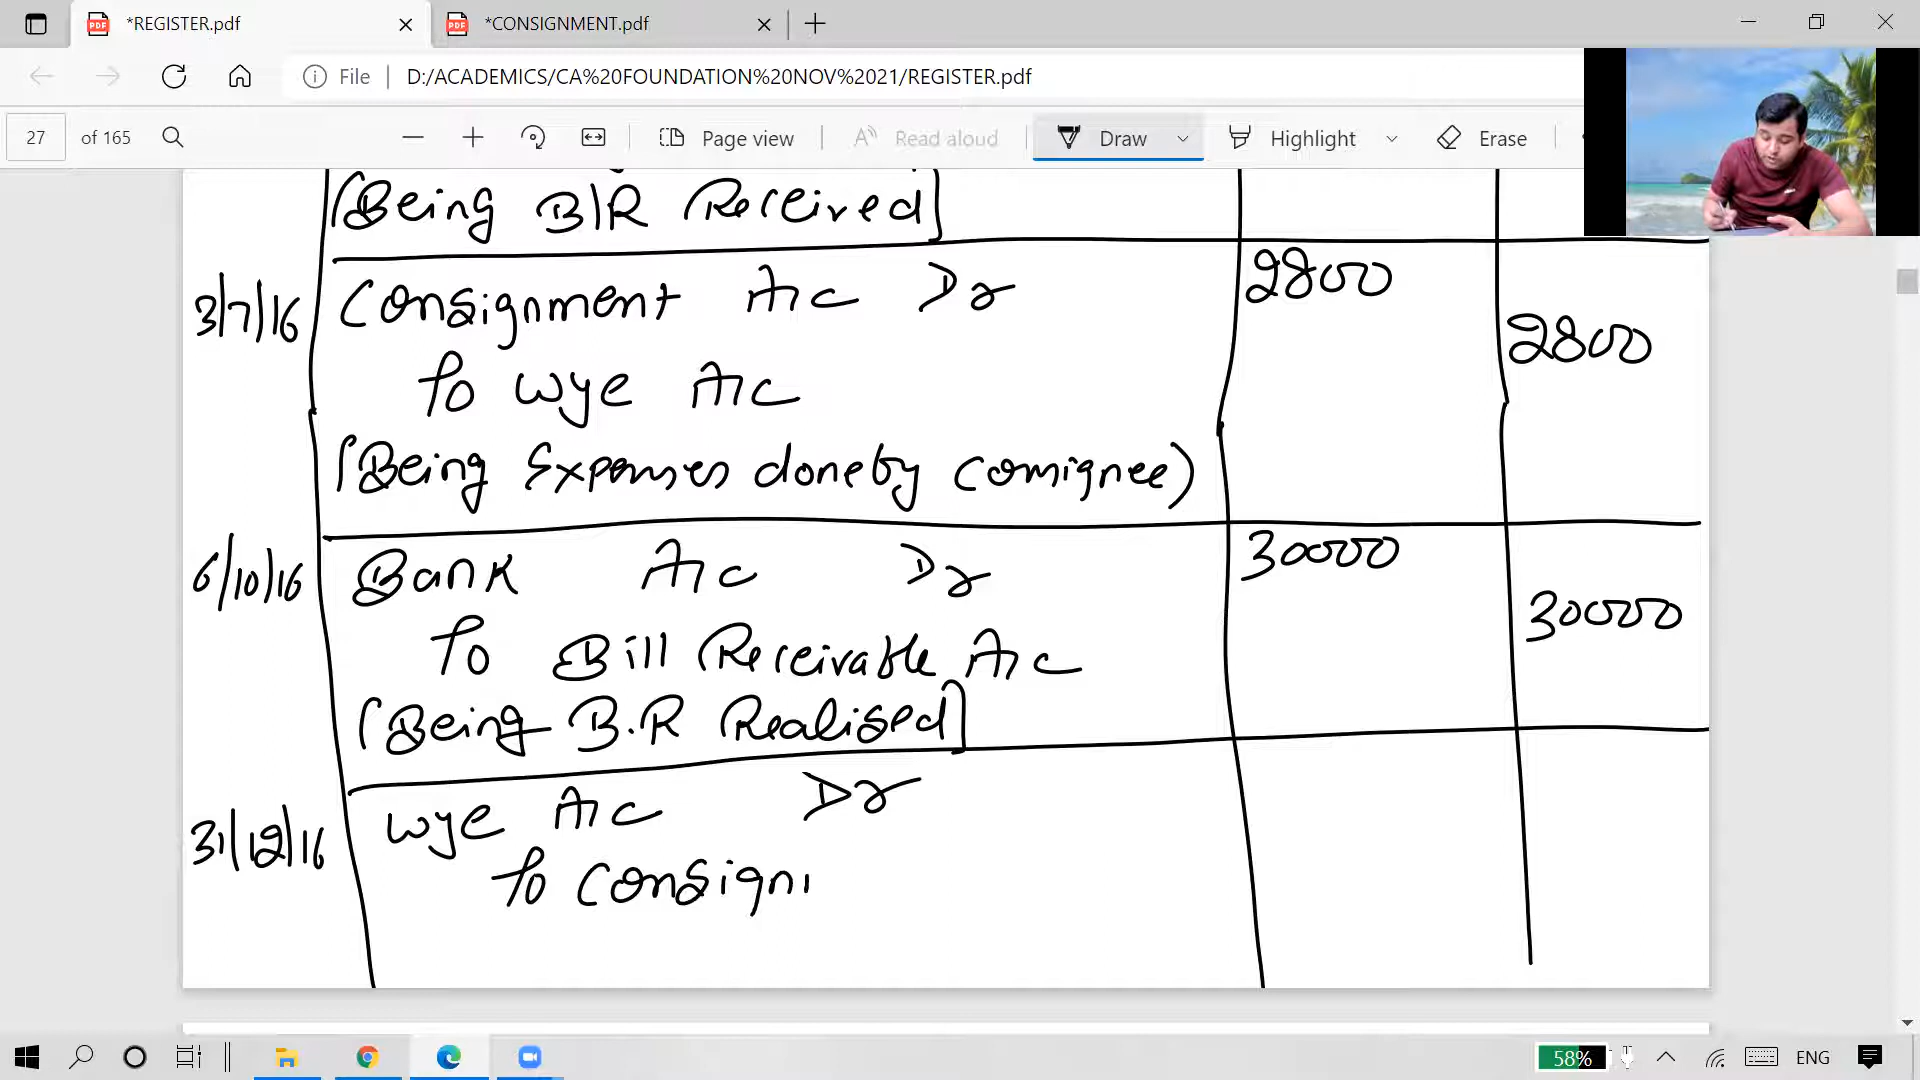 *REGISTER.pdf
*CONSIGNMENT.pdf
File D:/ACADEMICS/CA%20FOUNDATION%20NOV%2021/REGISTER.pdf
27 of 165 Page view Read aloud Draw Highlight Erase
[Being B/R Received]
3/7/16 Consignment A/c Dr 2800
To Wye A/c 2800
(Being Expenses done by consignee)
6/10/16 Bank A/c Dr 30000
To Bill Receivable A/c 30000
[Being B.R Realised]
31/12/16 Wye A/c Dr
To Consign
58% ENG